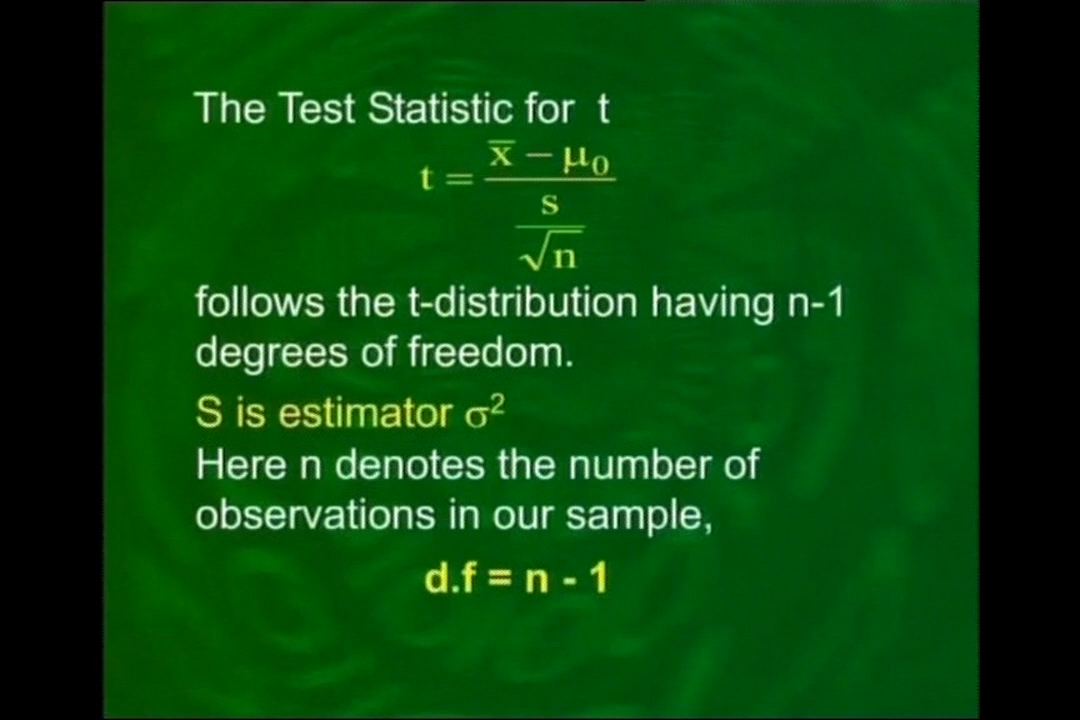 The Test Statistic for t
t = x̅ − μ₀
s
√n
follows the t-distribution having n-1
degrees of freedom.
S is estimator σ²
Here n denotes the number of
observations in our sample,
d.f = n - 1